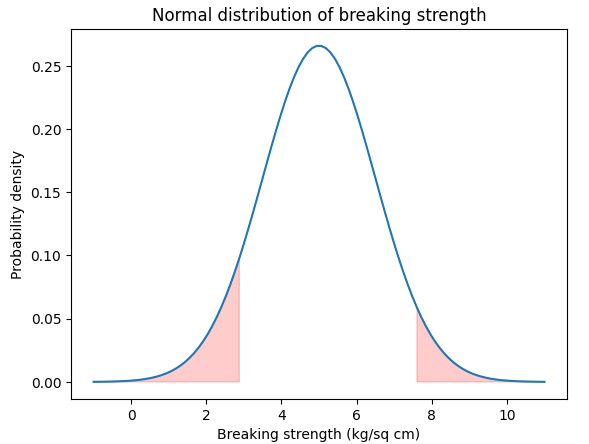 Normal distribution of breaking strength
Probability density
0.25
0.20
0.15
0.10
0.05
0.00
0 2 4 6 8 10
Breaking strength (kg/sq cm)